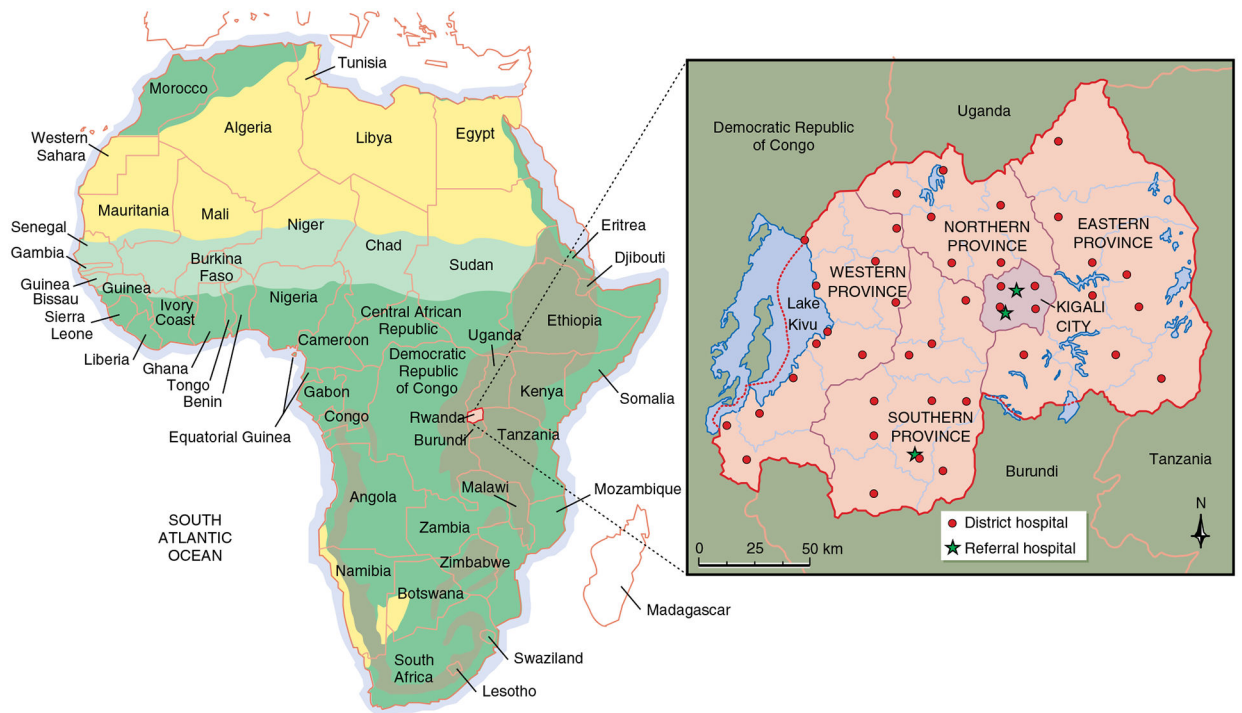 Tunisia
Morocco
Algeria
Libya
Egypt
Western
Sahara
Mauritania
Mali
Niger
Chad
Sudan
Eritrea
Djibouti
Senegal
Gambia
Guinea
Bissau
Guinea
Burkina
Faso
Sierra
Leone
Ivory
Coast
Nigeria
Liberia
Ghana
Tongo
Benin
Central African
Republic
Ethiopia
Cameroon
Uganda
Democratic
Republic
of Congo
Gabon
Congo
Equatorial Guinea
Kenya
Somalia
Rwanda
Burundi
Tanzania
Malawi
Mozambique
Angola
Zambia
SOUTH
ATLANTIC
OCEAN
Zimbabwe
Namibia
Botswana
Madagascar
South
Africa
Swaziland
Lesotho
Uganda
Democratic Republic
of Congo
NORTHERN
PROVINCE
EASTERN
PROVINCE
WESTERN
PROVINCE
Lake
Kivu
KIGALI
CITY
SOUTHERN
PROVINCE
Burundi
Tanzania
District hospital
Referral hospital
N
0 25 50 km